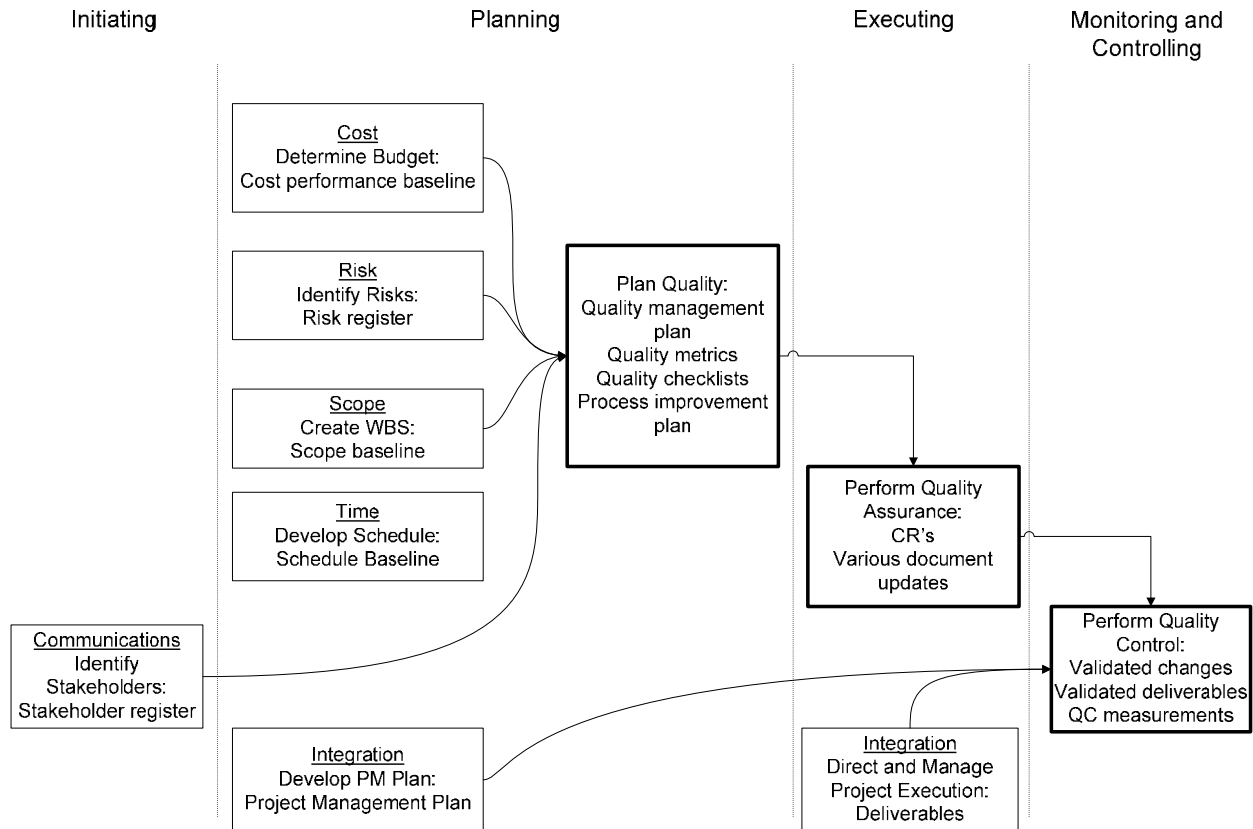 Initiating
Planning
Executing
Monitoring and
Controlling
Cost
Determine Budget:
Cost performance baseline
Risk
Identify Risks:
Risk register
Scope
Create WBS:
Scope baseline
Time
Develop Schedule:
Schedule Baseline
Communications
Identify
Stakeholders:
Stakeholder register
Integration
Develop PM Plan:
Project Management Plan
Plan Quality:
Quality management
plan
Quality metrics
Quality checklists
Process improvement
plan
Perform Quality
Assurance:
CR's
Various document
updates
Integration
Direct and Manage
Project Execution:
Deliverables
Perform Quality
Control:
Validated changes
Validated deliverables
QC measurements